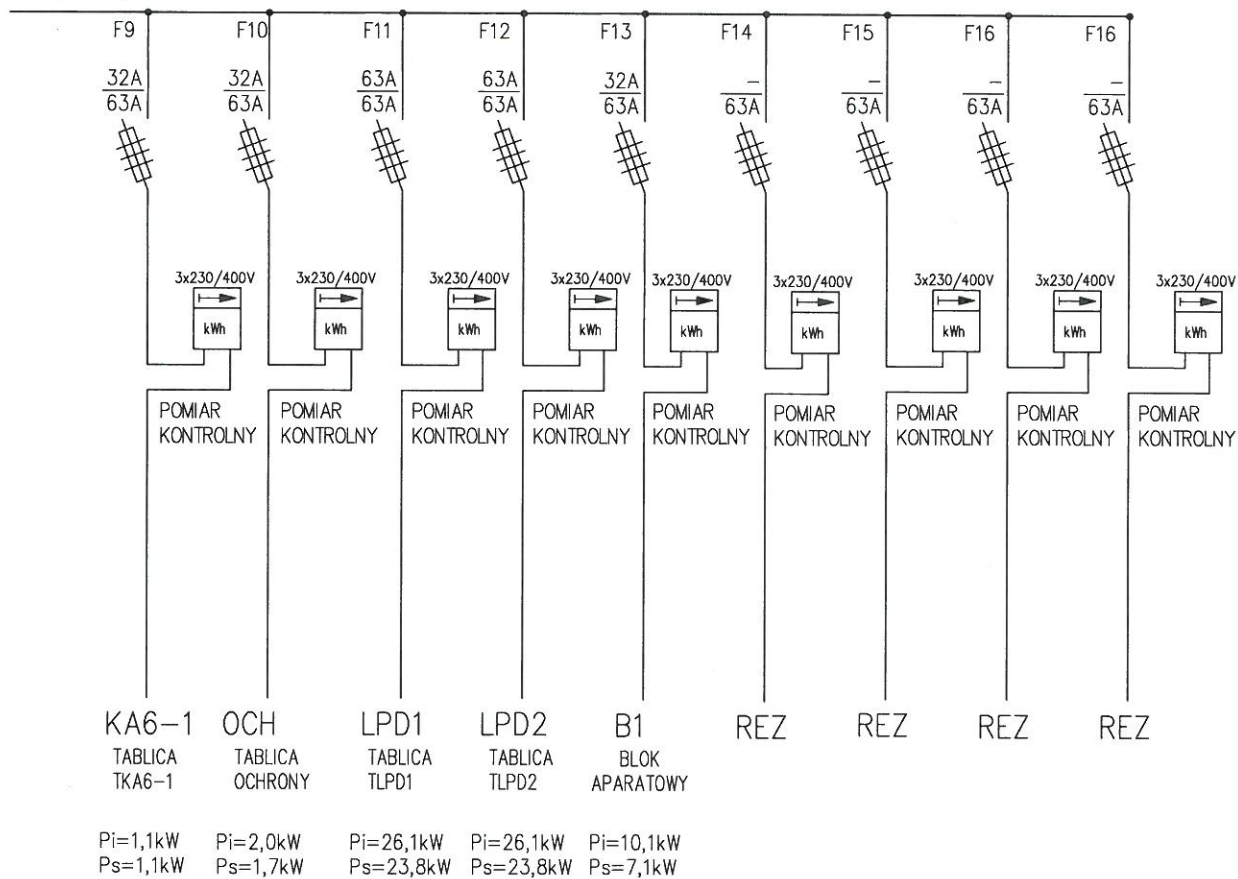 F9 F10 F11 F12 F13 F14 F15 F16 F16
32A 32A 63A 63A 32A - - - -
63A 63A 63A 63A 63A 63A 63A 63A 63A
3x230/400V 3x230/400V 3x230/400V 3x230/400V 3x230/400V 3x230/400V 3x230/400V 3x230/400V 3x230/400V
kWh kWh kWh kWh kWh kWh kWh kWh kWh
POMIAR POMIAR POMIAR POMIAR POMIAR POMIAR POMIAR POMIAR POMIAR
KONTROLNY KONTROLNY KONTROLNY KONTROLNY KONTROLNY KONTROLNY KONTROLNY KONTROLNY KONTROLNY
KA6-1 OCH LPD1 LPD2 B1 REZ REZ REZ REZ
TABLICA TABLICA TABLICA TABLICA BLOK
TKA6-1 OCHRONY TLPD1 TLPD2 APARATOWY
Pi=1,1kW Pi=2,0kW Pi=26,1kW Pi=26,1kW Pi=10,1kW
Ps=1,1kW Ps=1,7kW Ps=23,8kW Ps=23,8kW Ps=7,1kW